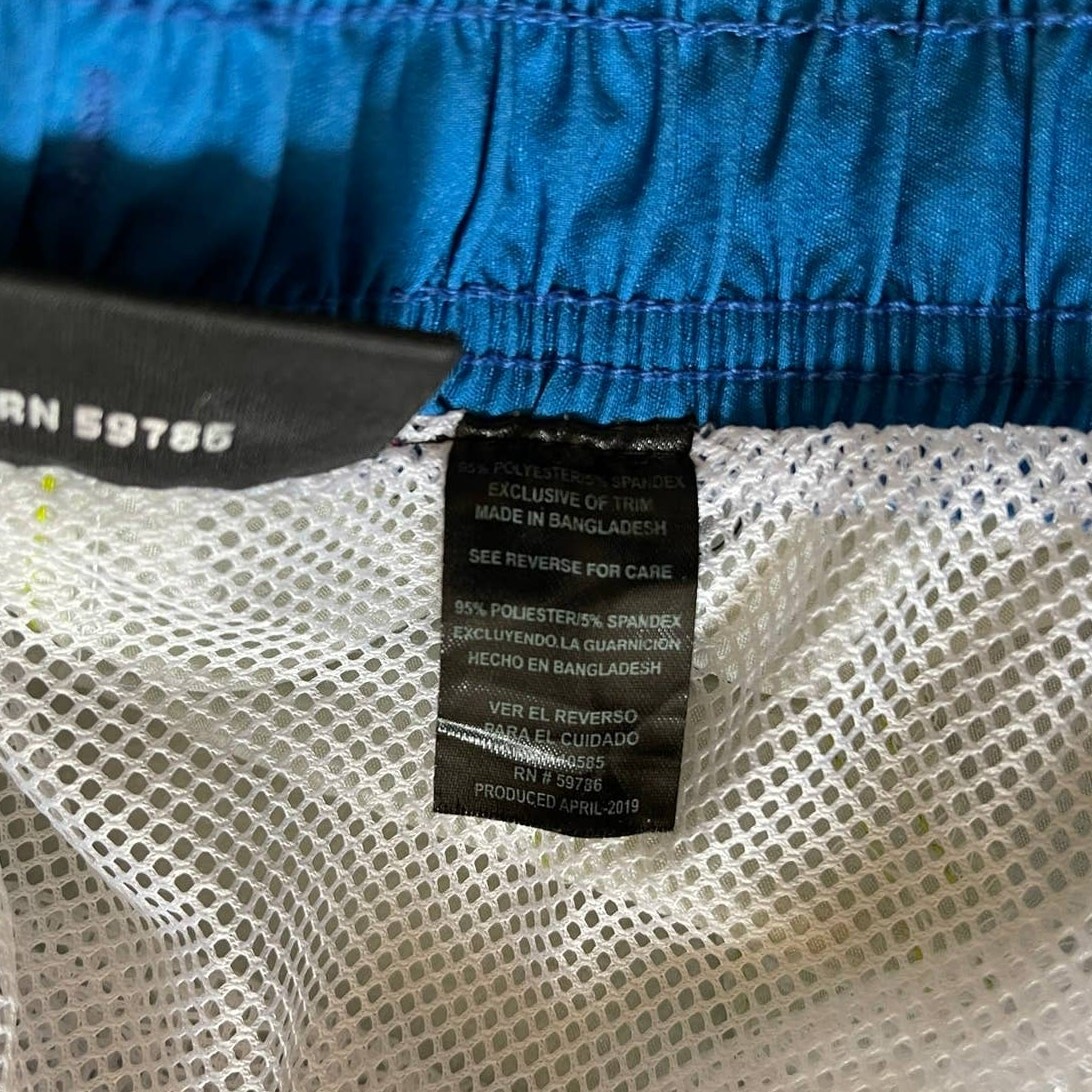 RN 59786
95% POLYESTER/5% SPANDEX
EXCLUSIVE OF TRIM
MADE IN BANGLADESH
SEE REVERSE FOR CARE
95% POLIESTER/5% SPANDEX
EXCLUYENDO.LA GUARNICIÓN
HECHO EN BANGLADESH
VER EL REVERSO
PARA EL CUIDADO
RN # 59786
PRODUCED APRIL-2019